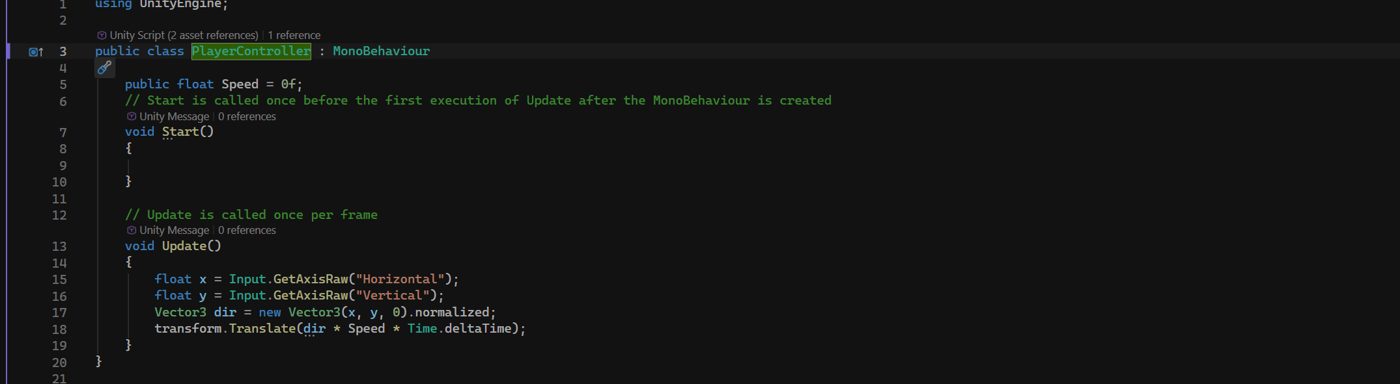 1 using UnityEngine;
2
Unity Script (2 asset references) | 1 reference
3 public class PlayerController : MonoBehaviour
4
5 public float Speed = 0f;
6 // Start is called once before the first execution of Update after the MonoBehaviour is created
Unity Message | 0 references
7 void Start()
8 {
9
10 }
11
12 // Update is called once per frame
Unity Message | 0 references
13 void Update()
14 {
15 float x = Input.GetAxisRaw("Horizontal");
16 float y = Input.GetAxisRaw("Vertical");
17 Vector3 dir = new Vector3(x, y, 0).normalized;
18 transform.Translate(dir * Speed * Time.deltaTime);
19 }
20 }
21